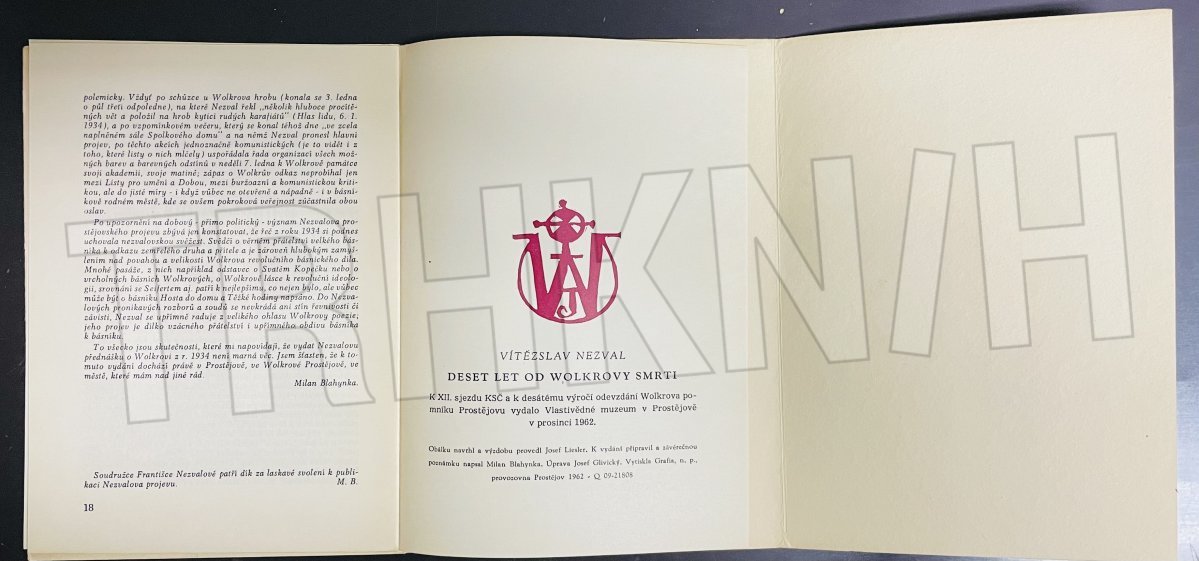 polemicky. Vždyť po schůzce u Wolkrova hrobu (konala se 3. ledna
o půl třetí odpoledne), na které Nezval řekl „několik hluboce procítě-
ných vět a položil na hrob kytici rudých karafiátů" (Hlas lidu, 6. 1.
1934), a po vzpomínkovém večeru, který se konal téhož dne „ve zcela
naplněném sále Spolkového domu" a na němž Nezval pronesl hlavní
projev, po těchto akcích jednoznačně komunistických (je to vidět i z
toho, které listy o nich mlčely) uspořádala řada organizací všech mož-
ných barev a barevných odstínů v neděli 7. ledna k Wolkrově památce
svoji akademii, svoje matiné; zápas o Wolkrův odkaz neprobíhal jen
mezi Listy pro umění a Dobou, mezi buržoazní a komunistickou kriti-
kou, ale do jisté míry - i když vůbec ne otevřeně a nápadně - i v básní-
kově rodném městě, kde se ovšem pokroková veřejnost zúčastnila obou
oslav.
Po upozornění na dobový - přímo politický - význam Nezvalova pro-
stějovského projevu zbývá jen konstatovat, že řeč z roku 1934 si podnes
uchovala nezvalovskou svěžest. Svědčí o věrném přátelství velkého bás-
níka k odkazu zemřelého druha a přítele a je zároveň hlubokým zamyš-
lením nad povahou a velikostí Wolkrova revolučního básnického díla.
Mnohé pasáže, z nich například odstavec o Svatém Kopečku nebo o
vrcholných básních Wolkrových, o Wolkrově lásce k revoluční ideolo-
gii, srovnání se Seifertem aj. patří k nejlepšímu, co nejen bylo, ale vůbec
může být o básníku Hosta do domu a Těžké hodiny napsáno. Do Nezva-
lových pronikavých rozborů a soudů se nevkrádá ani stín řevnivosti či
závisti, Nezval se upřímně raduje z velikého ohlasu Wolkrovy poezie;
jeho projev je dílko vzácného přátelství i upřímného obdivu básníka
k básníku.
To všecko jsou skutečnosti, které mi napovídají, že vydat Nezvalovu
přednášku o Wolkrovi z r. 1934 není marná věc. Jsem šťasten, že k to-
muto vydání dochází právě v Prostějově, ve Wolkrově Prostějově, ve
městě, které mám nad jiné rád.
Milan Blahynka.
Soudružce Františce Nezvalové patří dík za laskavé svolení k publi-
kaci Nezvalova projevu.
M. B.
18
VÍTĚZSLAV NEZVAL
DESET LET OD WOLKROVY SMRTI
K XII. sjezdu KSČ a k desátému výročí odevzdání Wolkrova po-
mníku Prostějovu vydalo Vlastivědné muzeum v Prostějově
v prosinci 1962.
Obálku navrhl a výzdobu provedl Josef Liesler. K vydání připravil a závěrečnou
poznámku napsal Milan Blahynka. Úprava Josef Glivický. Vytiskla Grafia, n. p.,
provozovna Prostějov 1962 - Q 09-21808
TRHKNIH